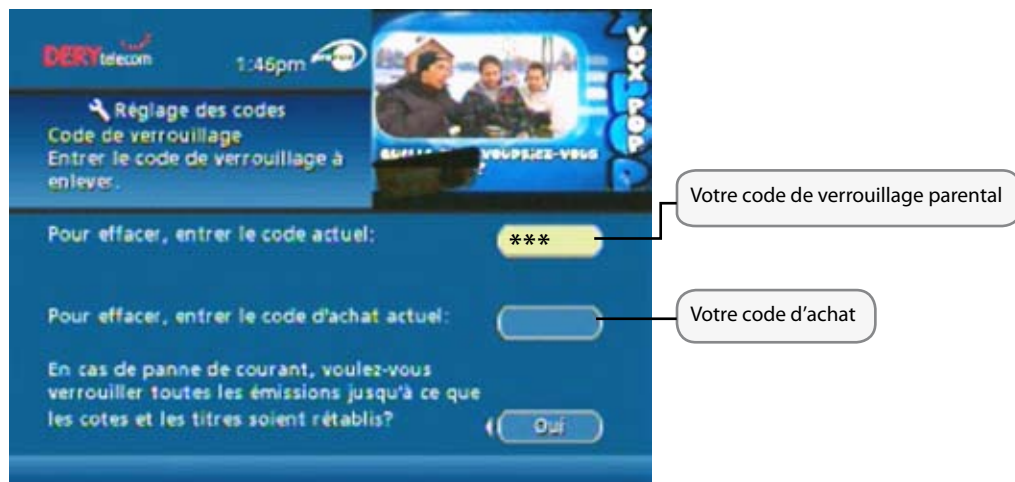 DERYtelecom
1:46pm
VOX POP
Réglage des codes
Code de verrouillage
Entrer le code de verrouillage à
enlever.
Pour effacer, entrer le code actuel:
***
Votre code de verrouillage parental
Pour effacer, entrer le code d'achat actuel:
Votre code d’achat
En cas de panne de courant, voulez-vous
verrouiller toutes les émissions jusqu'à ce que
les cotes et les titres soient rétablis?
Oui